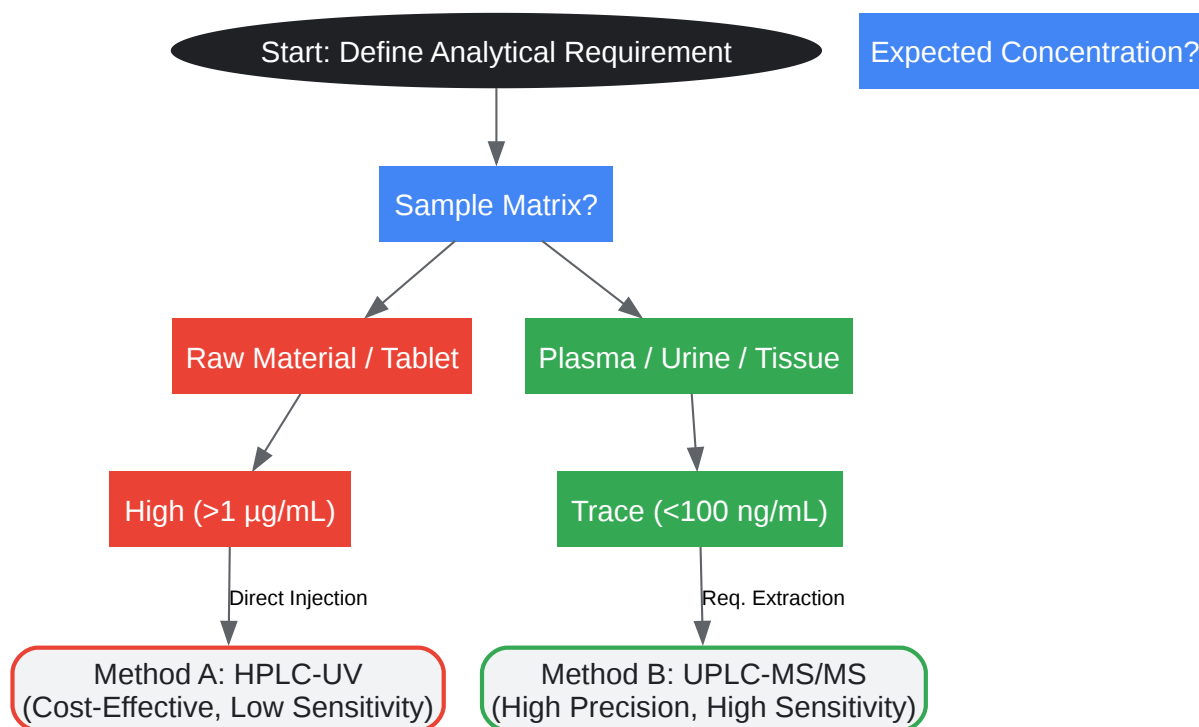 Start: Define Analytical Requirement
Expected Concentration?
Sample Matrix?
Raw Material / Tablet
Plasma / Urine / Tissue
High (>1 µg/mL)
Trace (<100 ng/mL)
Direct Injection
Req. Extraction
Method A: HPLC-UV
(Cost-Effective, Low Sensitivity)
Method B: UPLC-MS/MS
(High Precision, High Sensitivity)